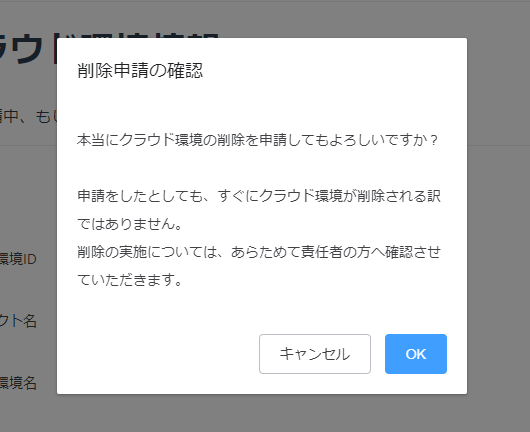 ラウド環境情報
削除申請の確認
請中、もし
本当にクラウド環境の削除を申請してもよろしいですか？
申請をしたとしても、すぐにクラウド環境が削除される訳
ではありません。
削除の実施については、あらためて責任者の方へ確認させ
ていただきます。
環境ID
クト名
環境名
キャンセル
OK